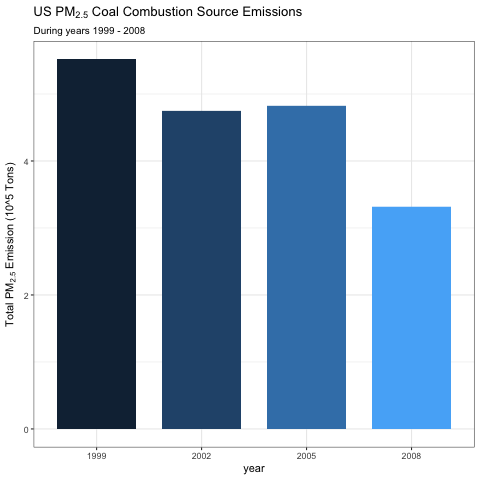 US PM2.5 Coal Combustion Source Emissions
During years 1999 - 2008
Total PM2.5 Emission (10^5 Tons)
4
2
0
1999 2002 2005 2008
year